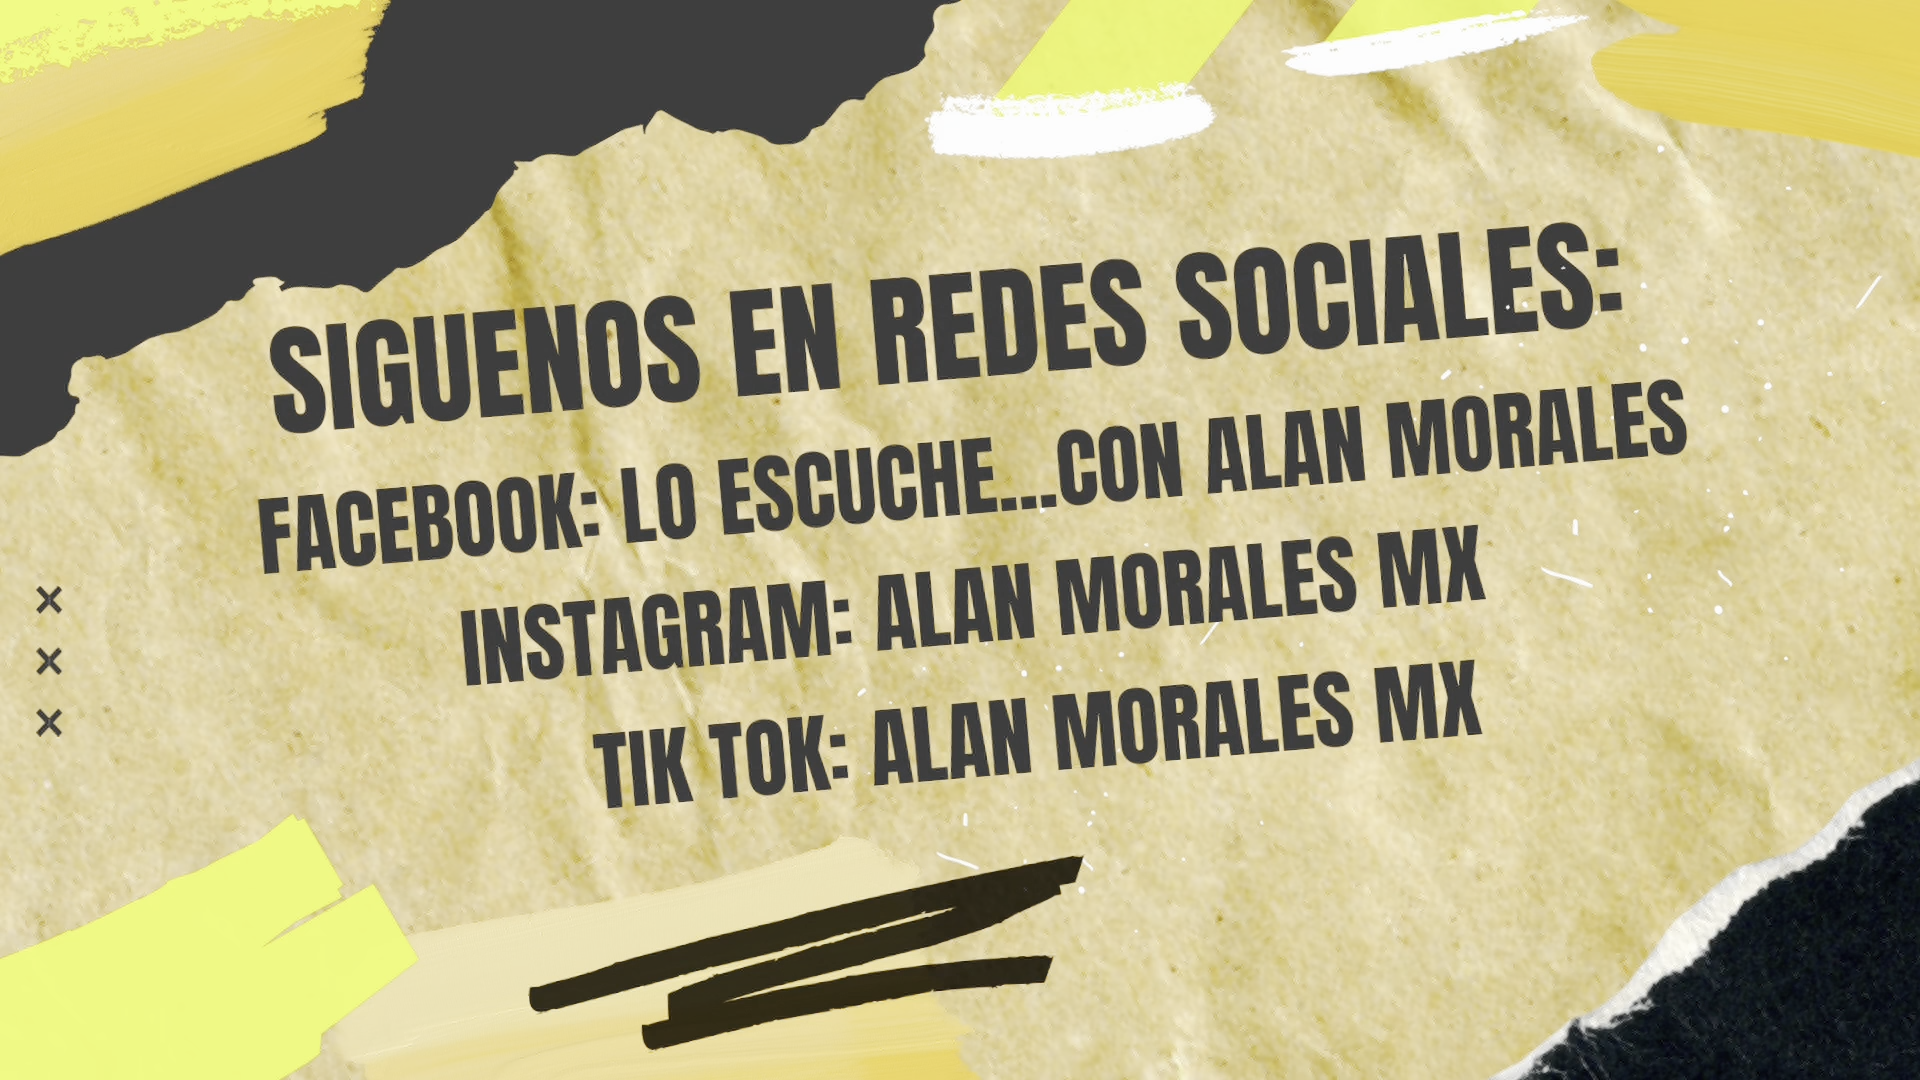 SIGUENOS EN REDES SOCIALES:
FACEBOOK: LO ESCUCHE...CON ALAN MORALES
INSTAGRAM: ALAN MORALES MX
TIK TOK: ALAN MORALES MX